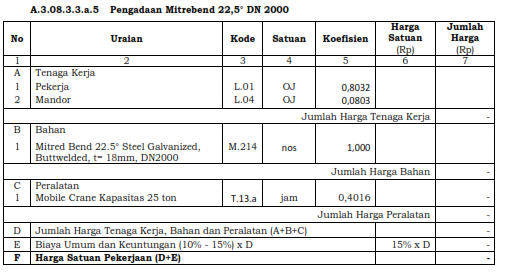 A.3.08.3.3.a.5 Pengadaan Mitrebend 22,5° DN 2000
No Uraian Kode Satuan Koefisien Harga Satuan (Rp) Jumlah Harga (Rp)
1 2 3 4 5 6 7
A Tenaga Kerja
1 Pekerja L.01 OJ 0,8032
2 Mandor L.04 OJ 0,0803
Jumlah Harga Tenaga Kerja -
B Bahan
1 Mitred Bend 22.5° Steel Galvanized, M.214 nos 1,000
Buttwelded, t= 18mm, DN2000
Jumlah Harga Bahan -
C Peralatan
1 Mobile Crane Kapasitas 25 ton T.13.a jam 0,4016 -
Jumlah Harga Peralatan -
D Jumlah Harga Tenaga Kerja, Bahan dan Peralatan (A+B+C) -
E Biaya Umum dan Keuntungan (10% - 15%) x D 15% x D -
F Harga Satuan Pekerjaan (D+E) -